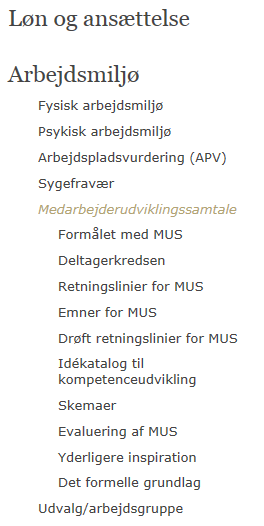 Løn og ansættelse
Arbejdsmiljø
Fysisk arbejdsmiljø
Psykisk arbejdsmiljø
Arbejdspladsvurdering (APV)
Sygefravær
Medarbejderudviklingssamtale
Formålet med MUS
Deltagerkredsen
Retningslinier for MUS
Emner for MUS
Drøft retningslinier for MUS
Idékatalog til
kompetenceudvikling
Skemaer
Evaluering af MUS
Yderligere inspiration
Det formelle grundlag
Udvalg/arbejdsgruppe